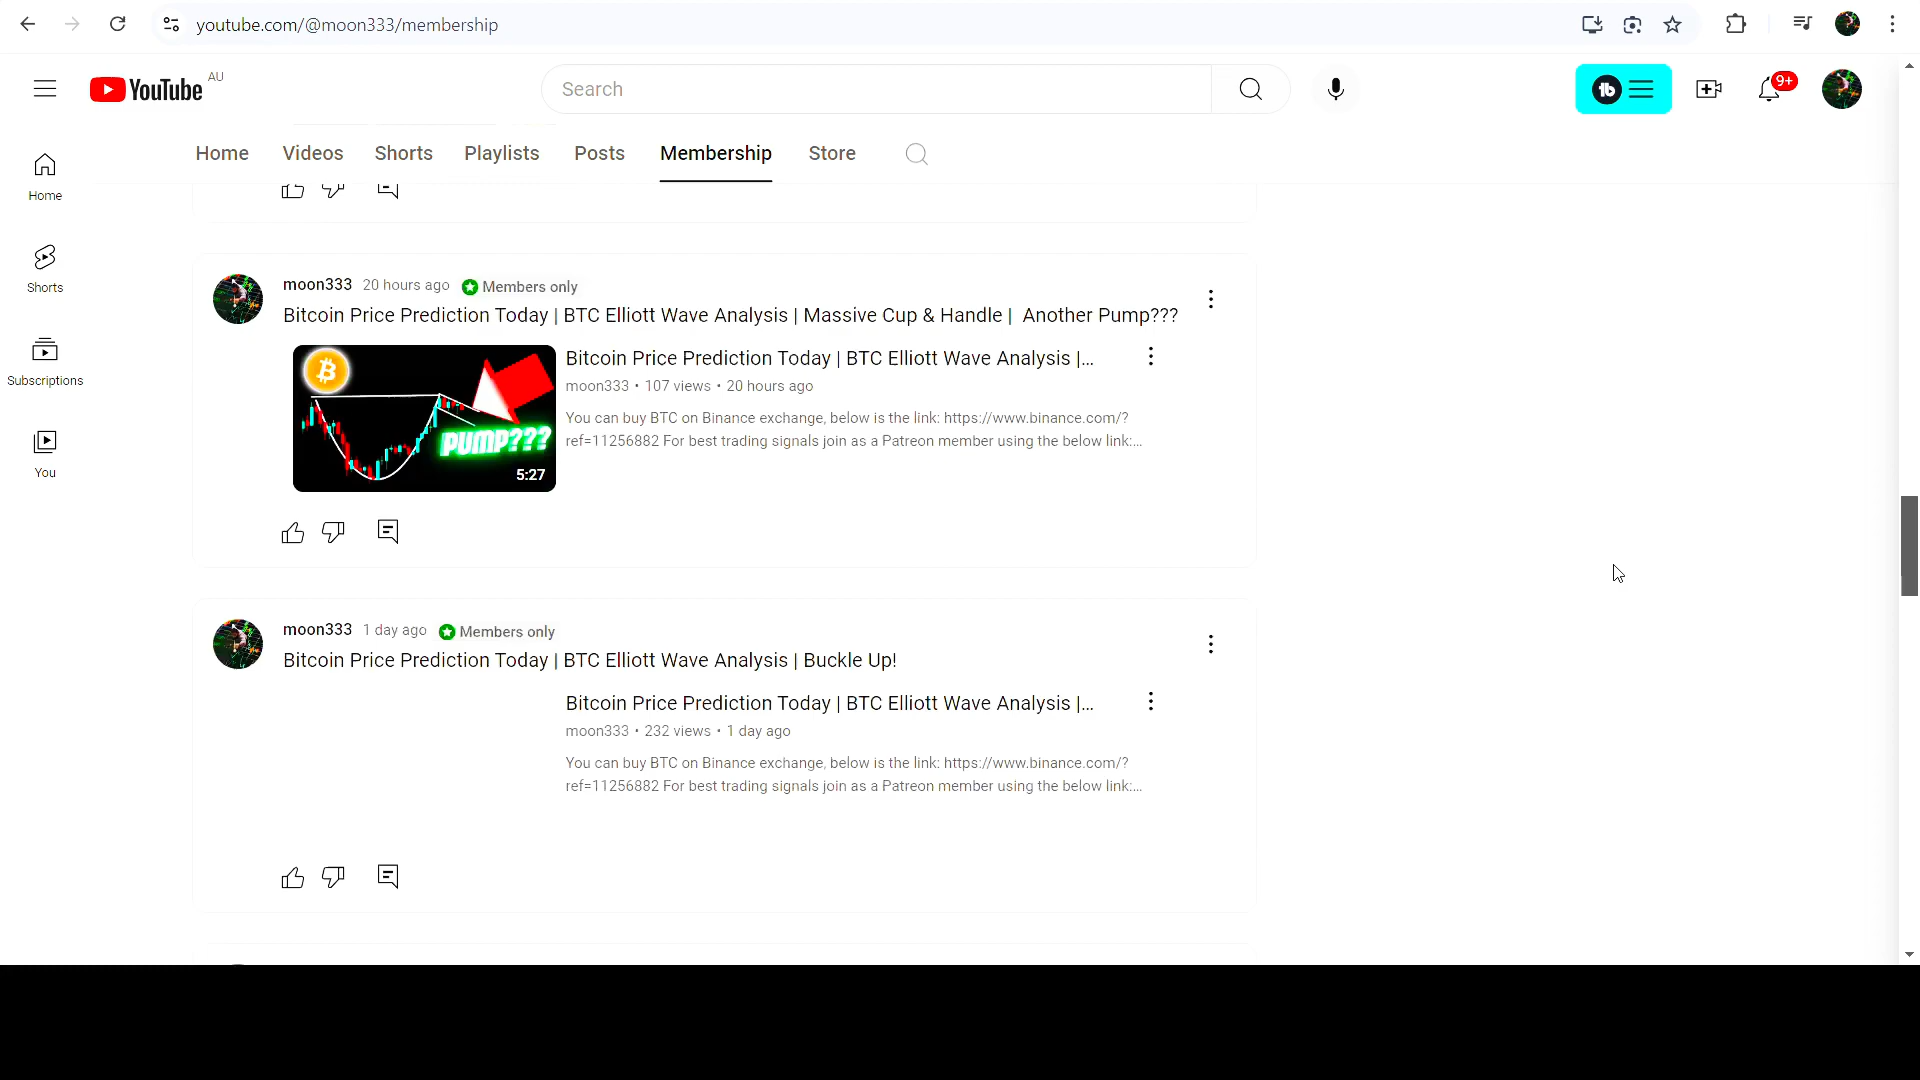 youtube.com/@moon333/membership
YouTube AU
Search
9+
Home Videos Shorts Playlists Posts Membership Store
Home
Shorts
Subscriptions
You
moon333 20 hours ago Members only
Bitcoin Price Prediction Today | BTC Elliott Wave Analysis | Massive Cup & Handle | Another Pump???
PUMP???
5:27
Bitcoin Price Prediction Today | BTC Elliott Wave Analysis |...
moon333 • 107 views • 20 hours ago
You can buy BTC on Binance exchange, below is the link: https://www.binance.com/?
ref=11256882 For best trading signals join as a Patreon member using the below link:...
moon333 1 day ago Members only
Bitcoin Price Prediction Today | BTC Elliott Wave Analysis | Buckle Up!
Bitcoin Price Prediction Today | BTC Elliott Wave Analysis |...
moon333 • 232 views • 1 day ago
You can buy BTC on Binance exchange, below is the link: https://www.binance.com/?
ref=11256882 For best trading signals join as a Patreon member using the below link:...